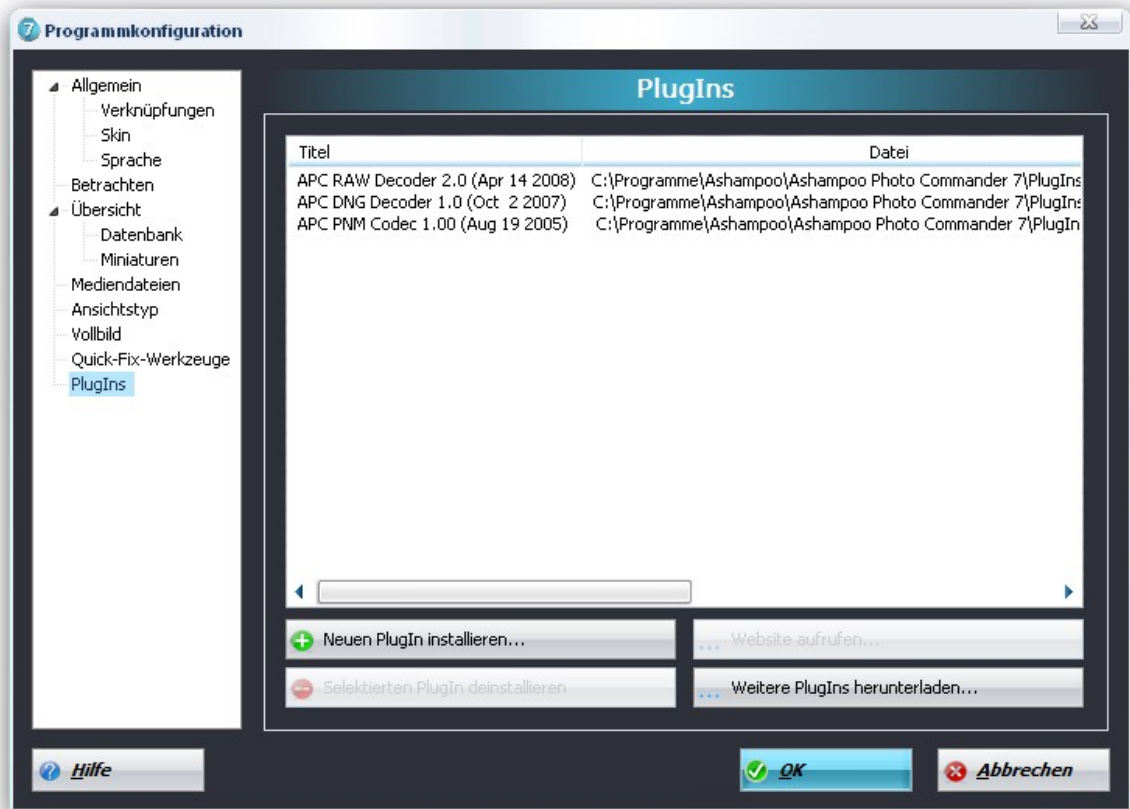 7 Programmkonfiguration
Allgemein
Verknüpfungen
Skin
Sprache
Betrachten
Übersicht
Datenbank
Miniaturen
Mediendateien
Ansichtstyp
Vollbild
Quick-Fix-Werkzeuge
PlugIns
PlugIns
Titel Datei
APC RAW Decoder 2.0 (Apr 14 2008) C:\Programme\Ashampoo\Ashampoo Photo Commander 7\PlugIns
APC DNG Decoder 1.0 (Oct 2 2007) C:\Programme\Ashampoo\Ashampoo Photo Commander 7\PlugIns
APC PNM Codec 1.00 (Aug 19 2005) C:\Programme\Ashampoo\Ashampoo Photo Commander 7\PlugIn
Neuen PlugIn installieren...
... Website aufrufen...
Selektierten PlugIn deinstallieren
... Weitere PlugIns herunterladen...
Hilfe
OK
Abbrechen